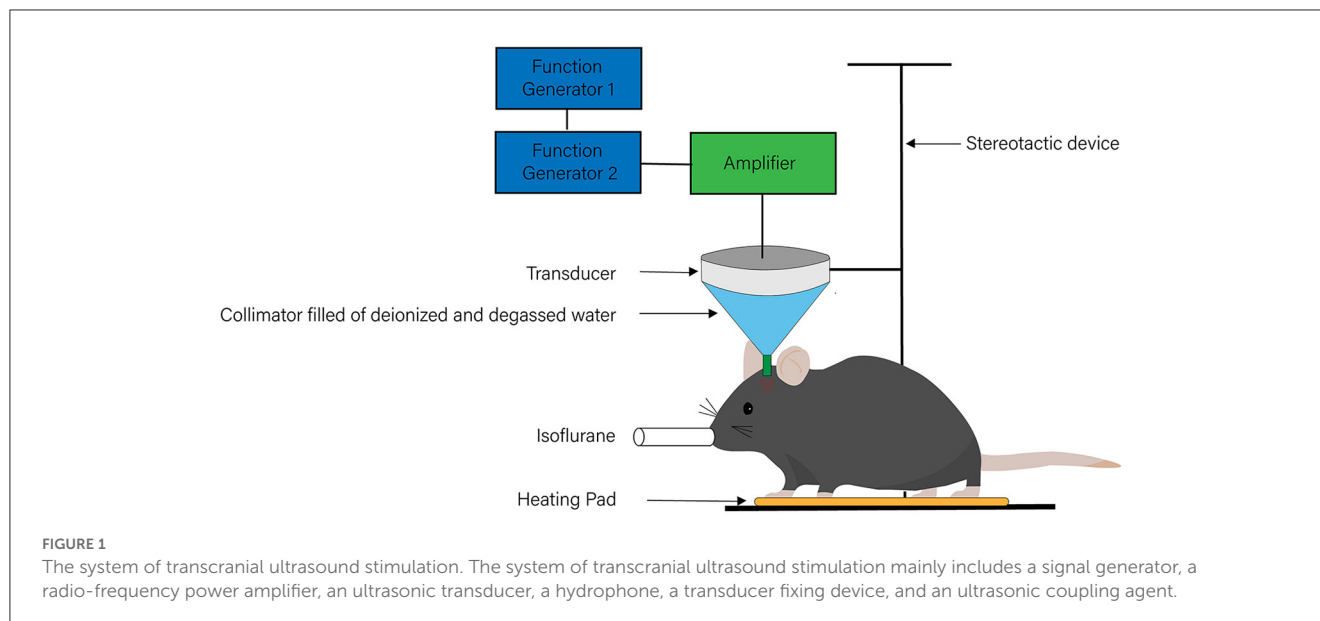 Function
Generator 1
Function
Generator 2
Amplifier
Stereotactic device
Transducer
Collimator filled of deionized and degassed water
Isoflurane
Heating Pad
FIGURE 1
The system of transcranial ultrasound stimulation. The system of transcranial ultrasound stimulation mainly includes a signal generator, a
radio-frequency power amplifier, an ultrasonic transducer, a hydrophone, a transducer fixing device, and an ultrasonic coupling agent.